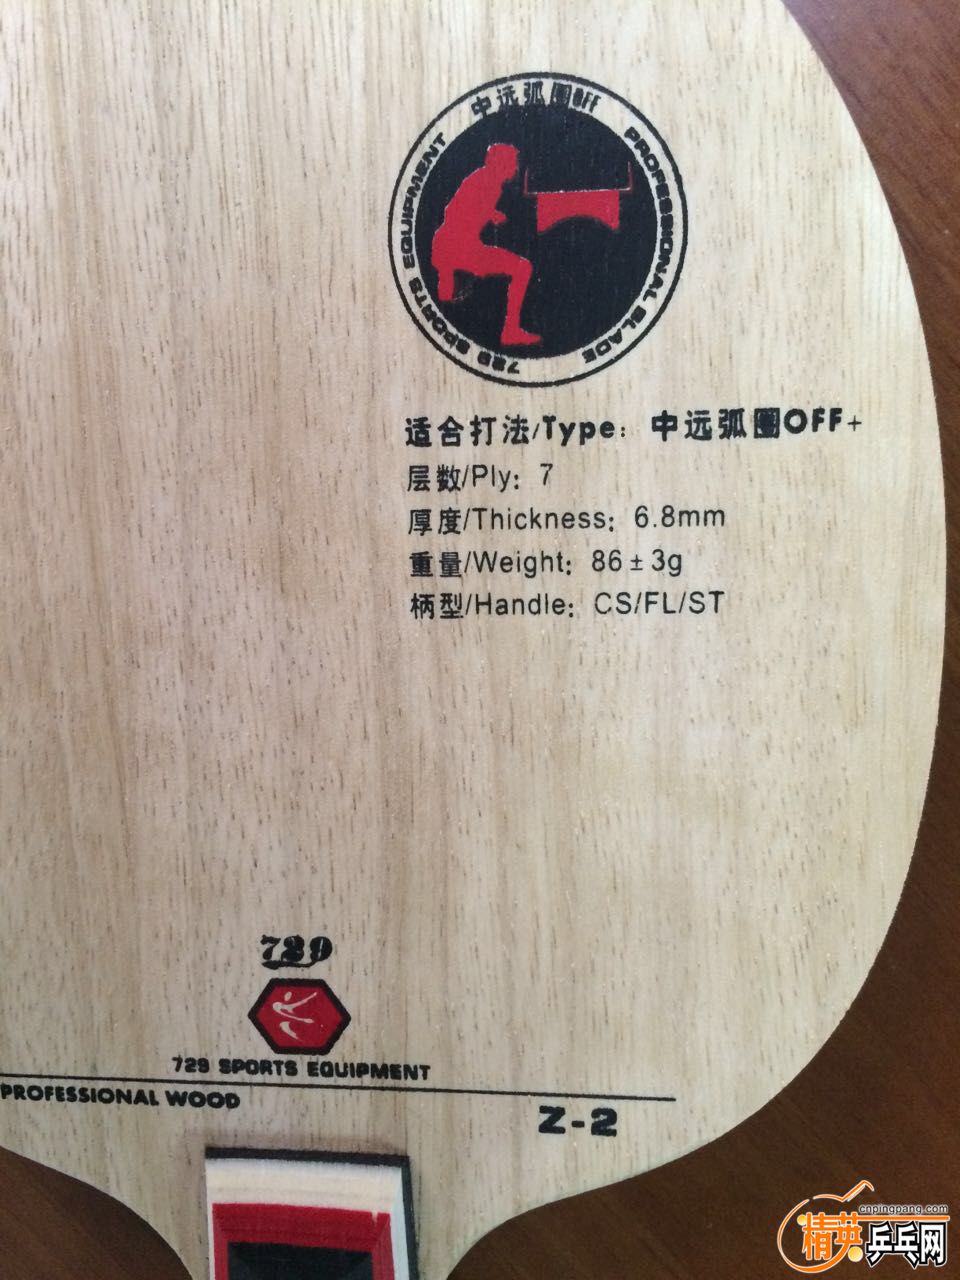 中远弧圈OFF
PROFESSIONAL BLADE
729 SPORTS EQUIPMENT
适合打法/Type：中远弧圈OFF+
层数/Ply：7
厚度/Thickness：6.8mm
重量/Weight：86±3g
柄型/Handle：CS/FL/ST
729
729 SPORTS EQUIPMENT
PROFESSIONAL WOOD
Z-2
cnpingpang.com
精英乒乓网